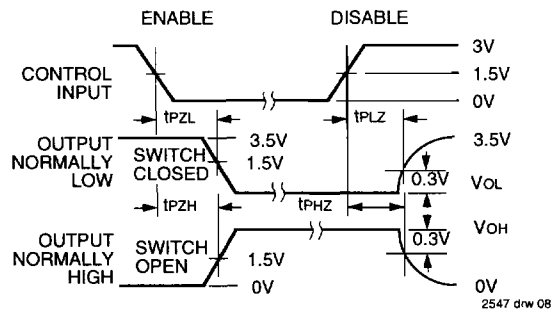 ENABLE DISABLE
3V
CONTROL INPUT
1.5V
0V
tPZL
tPLZ
OUTPUT NORMALLY LOW
SWITCH CLOSED
3.5V
1.5V
3.5V
0.3V
VOL
tPZH
tPHZ
OUTPUT NORMALLY HIGH
SWITCH OPEN
1.5V
0V
0.3V
VOH
0V
2547 drw 08